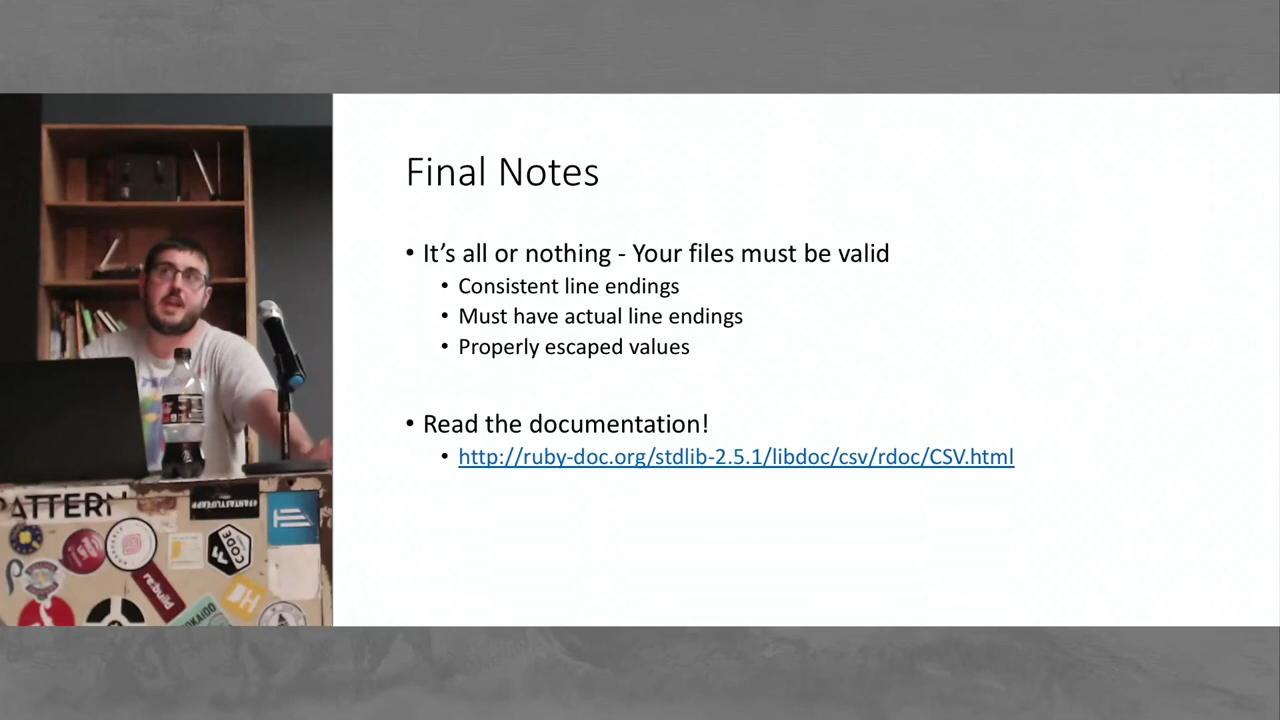 Final Notes
• It’s all or nothing - Your files must be valid
• Consistent line endings
• Must have actual line endings
• Properly escaped values
• Read the documentation!
• http://ruby-doc.org/stdlib-2.5.1/libdoc/csv/rdoc/CSV.html
PATTERN
CODE
re:build